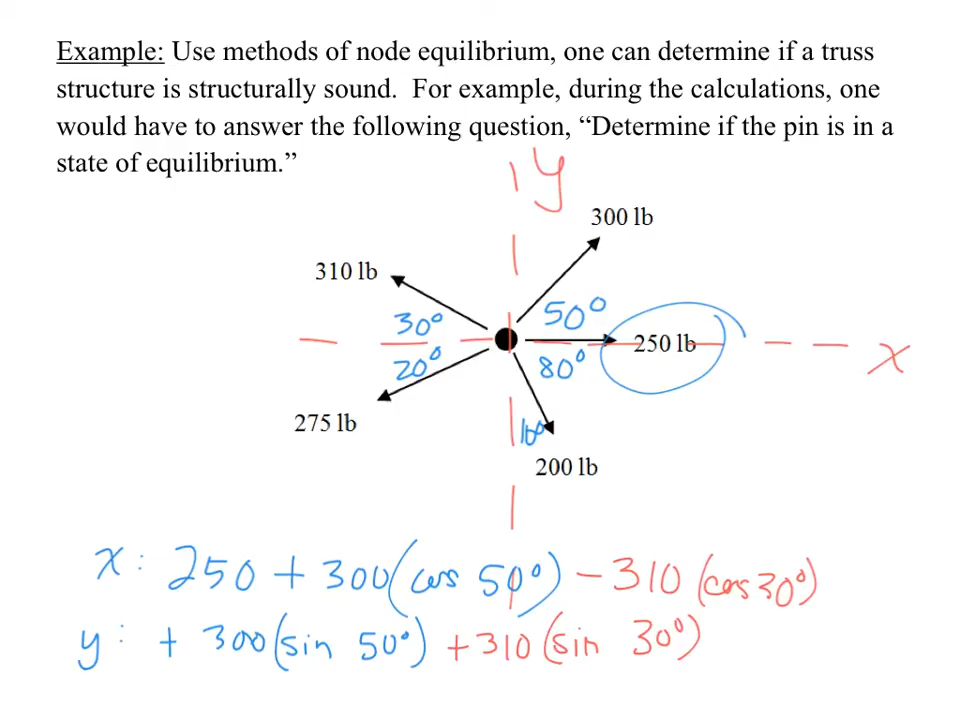 Example: Use methods of node equilibrium, one can determine if a truss
structure is structurally sound. For example, during the calculations, one
would have to answer the following question, “Determine if the pin is in a
state of equilibrium.”
y
300 lb
310 lb
30°
50°
250 lb
x
20°
80°
275 lb
10°
200 lb
x: 250 + 300(cos 50°) - 310 (cos 30°)
y: + 300(sin 50°) + 310 (sin 30°)